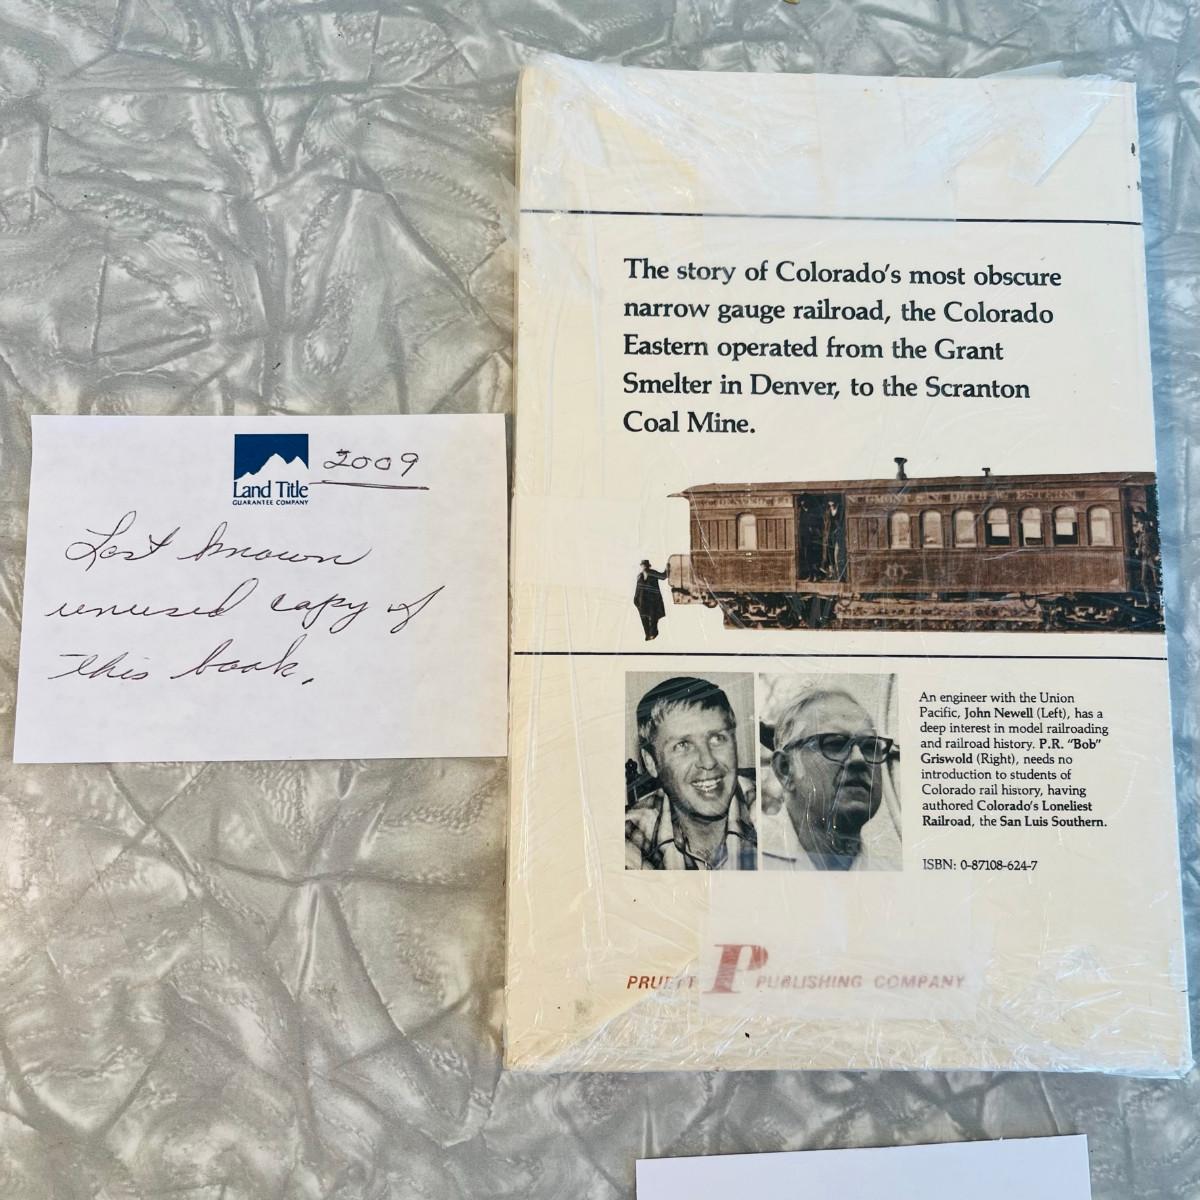 2009
Land Title
GUARANTEE COMPANY
Last known
unused copy of
this book.
The story of Colorado's most obscure
narrow gauge railroad, the Colorado
Eastern operated from the Grant
Smelter in Denver, to the Scranton
Coal Mine.
An engineer with the Union
Pacific, John Newell (Left), has a
deep interest in model railroading
and railroad history. P.R. "Bob"
Griswold (Right), needs no
introduction to students of
Colorado rail history, having
authored Colorado's Loneliest
Railroad, the San Luis Southern.
ISBN: 0-87108-624-7
PRUETT P PUBLISHING COMPANY